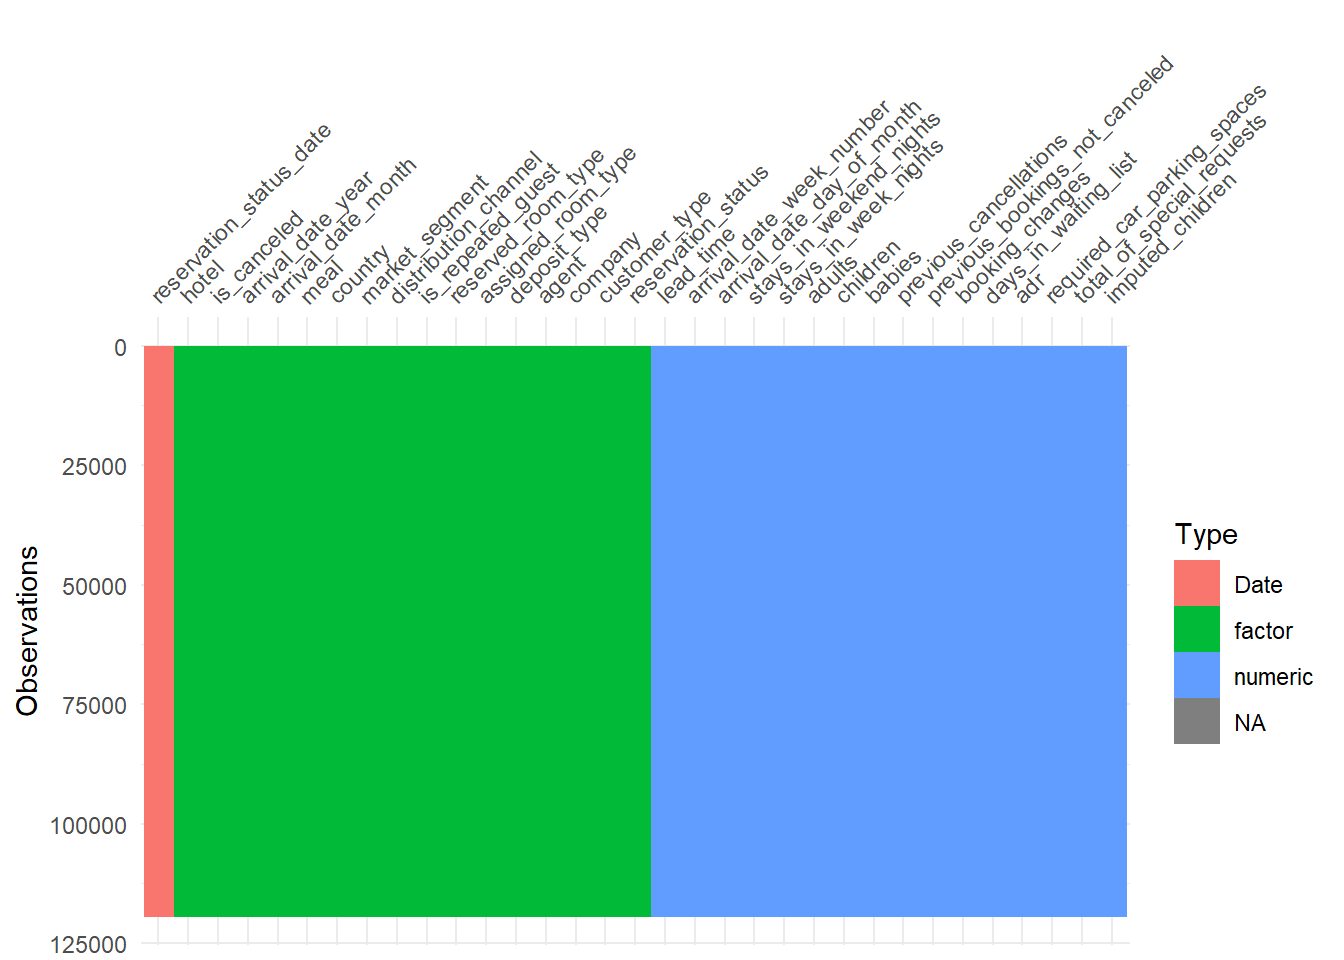 reservation_status_date
hotel
is_canceled
arrival_date_year
arrival_date_month
meal
country
market_segment
distribution_channel
is_repeated_guest
reserved_room_type
assigned_room_type
deposit_type
agent
company
customer_type
reservation_status
lead_time
arrival_date_week_number
arrival_date_day_of_month
stays_in_weekend_nights
stays_in_week_nights
adults
children
babies
previous_cancellations
previous_bookings_not_canceled
booking_changes
days_in_waiting_list
adr
required_car_parking_spaces
total_of_special_requests
imputed_children
0
25000
50000
75000
100000
125000
Observations
Type
Date
factor
numeric
NA